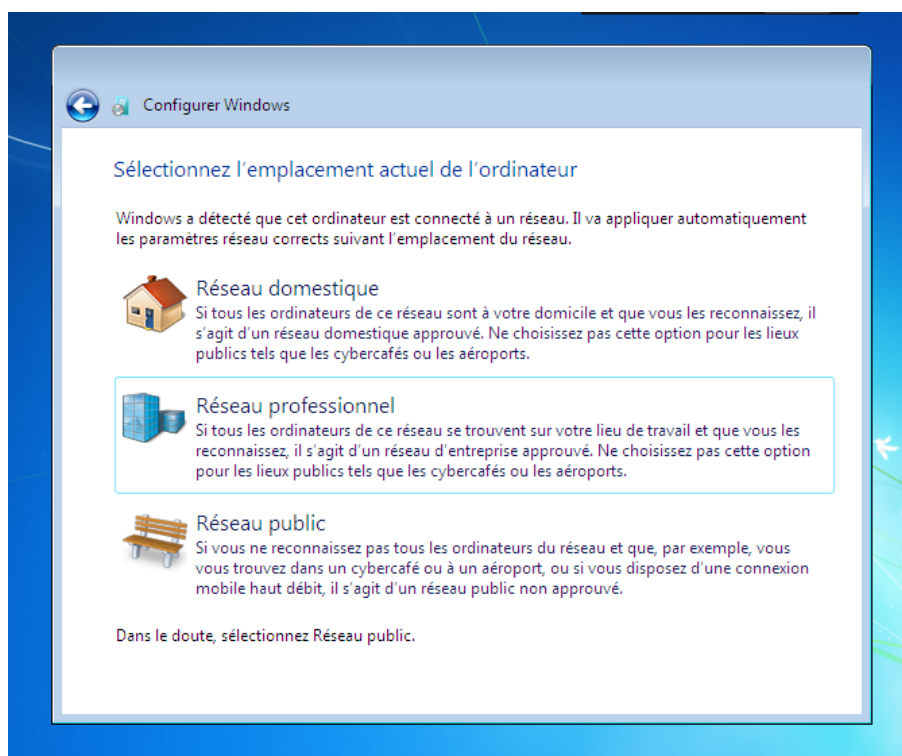 Configurer Windows
Sélectionnez l'emplacement actuel de l'ordinateur
Windows a détecté que cet ordinateur est connecté à un réseau. Il va appliquer automatiquement
les paramètres réseau corrects suivant l'emplacement du réseau.
Réseau domestique
Si tous les ordinateurs de ce réseau sont à votre domicile et que vous les reconnaissez, il
s'agit d'un réseau domestique approuvé. Ne choisissez pas cette option pour les lieux
publics tels que les cybercafés ou les aéroports.
Réseau professionnel
Si tous les ordinateurs de ce réseau se trouvent sur votre lieu de travail et que vous les
reconnaissez, il s'agit d'un réseau d'entreprise approuvé. Ne choisissez pas cette option
pour les lieux publics tels que les cybercafés ou les aéroports.
Réseau public
Si vous ne reconnaissez pas tous les ordinateurs du réseau et que, par exemple, vous
vous trouvez dans un cybercafé ou à un aéroport, ou si vous disposez d'une connexion
mobile haut débit, il s'agit d'un réseau public non approuvé.
Dans le doute, sélectionnez Réseau public.